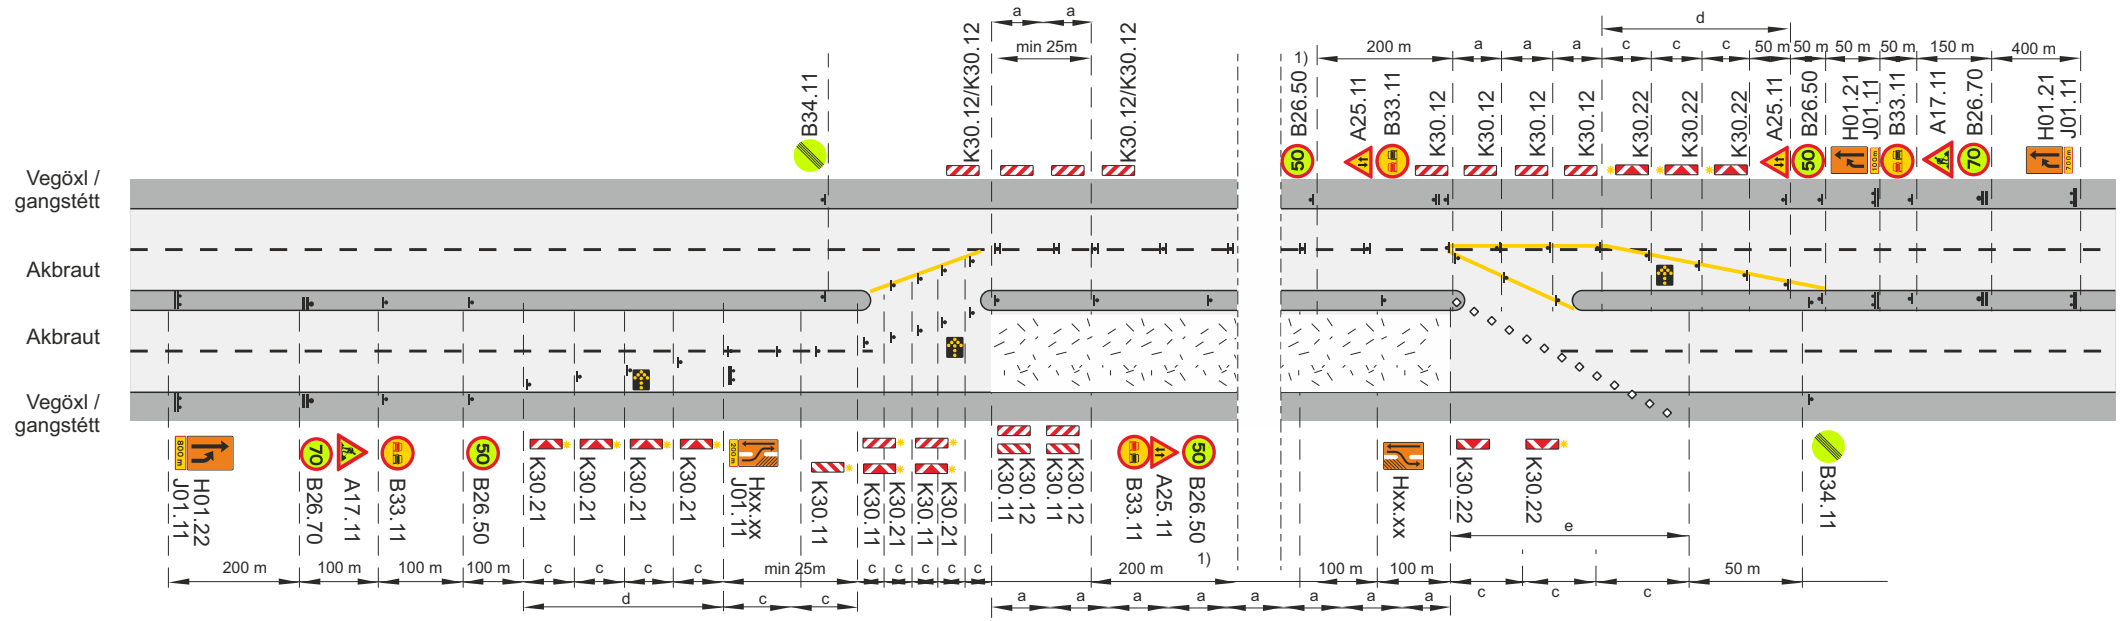 a a
d
min 25m
200 m a a a c c c 50 m 50 m 50 m 50 m 150 m 400 m
1)
B34.11
K30.12/K30.12
K30.12/K30.12
B26.50
A25.11
B33.11
K30.12
K30.12
K30.12
K30.12
K30.22
K30.22
K30.22
A25.11
B26.50
H01.21
J01.11
B33.11
A17.11
B26.70
H01.21
J01.11
50
50
100m
70
700m
Vegöxl /
gangstétt
Akbraut
Akbraut
Vegöxl /
gangstétt
800 m
70
50
200 m
50
J01.11
H01.22
B26.70
A17.11
B33.11
B26.50
K30.21
K30.21
K30.21
K30.21
J01.11
Hxx.xx
K30.11
K30.11
K30.21
K30.11
K30.21
K30.11
K30.12
K30.11
K30.12
B33.11
A25.11
B26.50
1)
Hxx.xx
K30.22
K30.22
B34.11
e
200 m 100 m 100 m 100 m c c c c min 25m c c c c c 200 m 100 m 100 m c c c 50 m
d c c a a a a a a a a